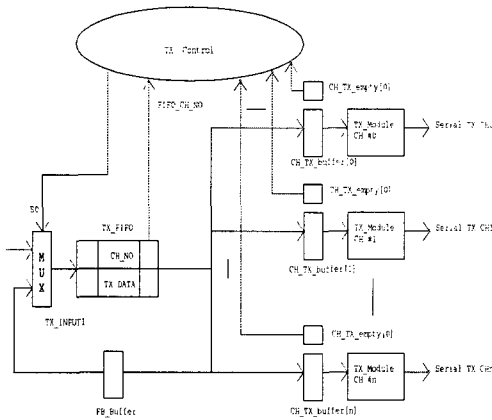 TX Control
CH_TX_empty[0]
FIFO_CH_NO
TX_Module
CH #0
Serial TX CH
CH_TX_buffer[0]
CH_TX_empty[0]
SC
TX_FIFO
TX_Module
CH #1
Serial TX CH
MUX
CH_NO
TX DATA
CH_TX_buffer[1]
TX_INPUT1
CH_TX_empty[0]
TX_Module
CH #n
Serial TX CH
FB_Buffer
CH_TX_buffer[n]